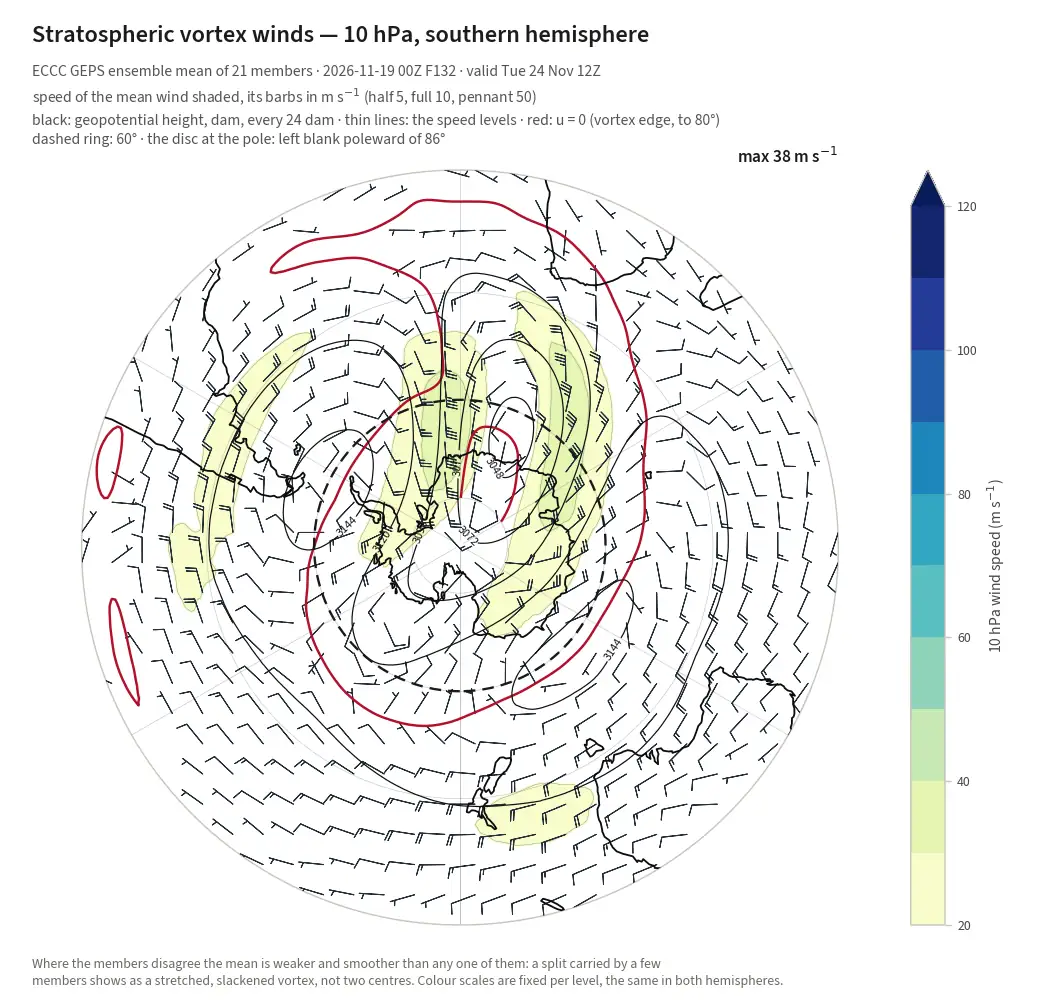 Stratospheric vortex winds — 10 hPa, southern hemisphere
ECCC GEPS ensemble mean of 21 members · 2026-11-19 00Z F132 · valid Tue 24 Nov 12Z
speed of the mean wind shaded, its barbs in m s⁻¹ (half 5, full 10, pennant 50)
black: geopotential height, dam, every 24 dam · thin lines: the speed levels · red: u = 0 (vortex edge, to 80°)
dashed ring: 60° · the disc at the pole: left blank poleward of 86°
max 38 m s⁻¹
120
100
80
60
40
20
10 hPa wind speed (m s⁻¹)
3048
3144
3072
3144
Where the members disagree the mean is weaker and smoother than any one of them: a split carried by a few
members shows as a stretched, slackened vortex, not two centres. Colour scales are fixed per level, the same in both hemispheres.